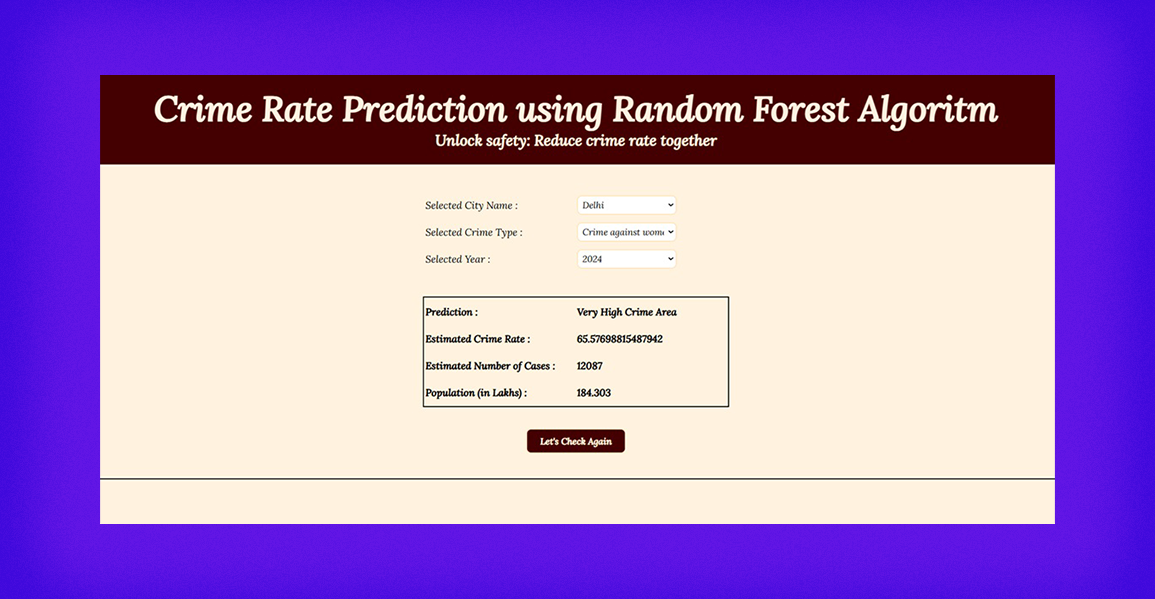 Crime Rate Prediction using Random Forest Algoritm
Unlock safety: Reduce crime rate together
Selected City Name : Delhi
Selected Crime Type : Crime against wome
Selected Year : 2024
Prediction : Very High Crime Area
Estimated Crime Rate : 65.57698815487942
Estimated Number of Cases : 12087
Population (in Lakhs) : 184.303
Let's Check Again